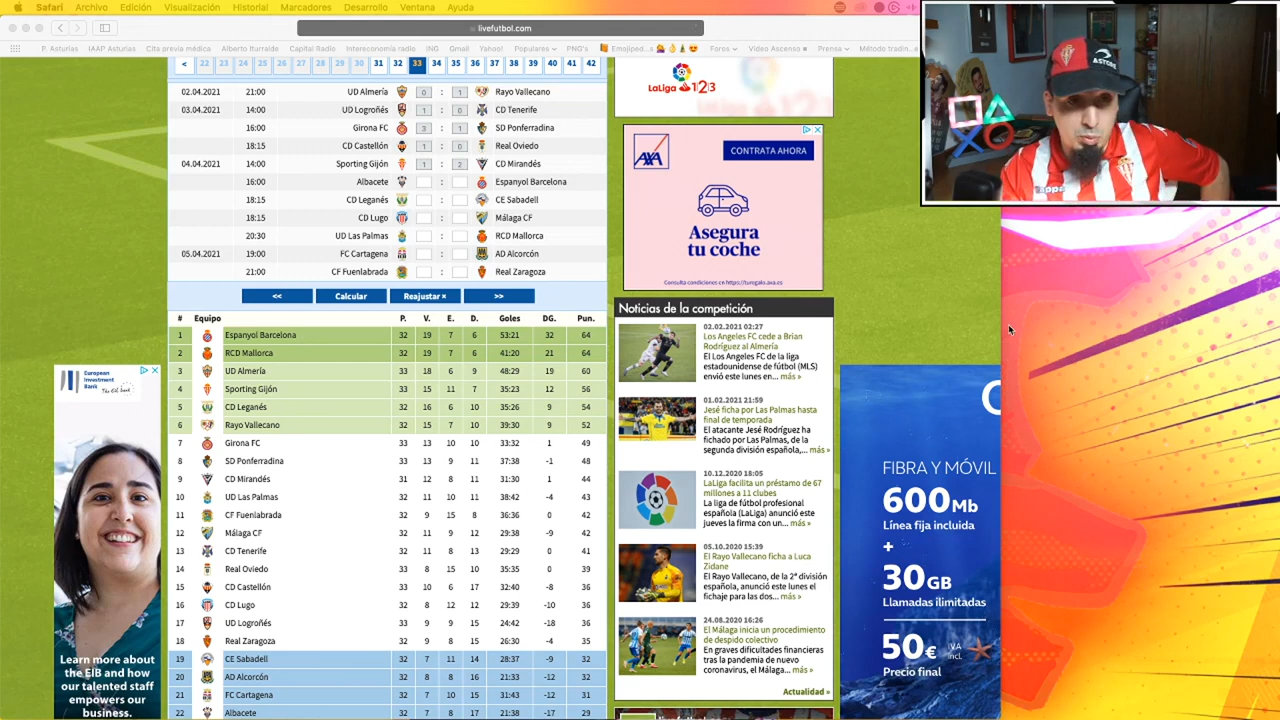 Safari Archivo Edición Visualización Historial Marcadores Desarrollo Ventana Ayuda
livefutbol.com
P. Asturias IAAP Asturias Cita previa médica Alberto Iturralde Capital Radio Intereconomía radio ING Gmail Yahoo! Populares PNG's Emojiped... Foros Vídeo Ascenso Prensa Método tradin...
< 22 23 24 25 26 27 28 29 30 31 32 33 34 35 36 37 38 39 40 41 42
02.04.2021 21:00 UD Almería 0 : 1 Rayo Vallecano
03.04.2021 14:00 UD Logroñés 1 : 0 CD Tenerife
16:00 Girona FC 3 : 1 SD Ponferradina
18:15 CD Castellón 1 : 0 Real Oviedo
04.04.2021 14:00 Sporting Gijón 1 : 2 CD Mirandés
16:00 Albacete : Espanyol Barcelona
18:15 CD Leganés : CE Sabadell
18:15 CD Lugo : Málaga CF
20:30 UD Las Palmas : RCD Mallorca
05.04.2021 19:00 FC Cartagena : AD Alcorcón
21:00 CF Fuenlabrada : Real Zaragoza
<< Calcular Reajustar × >>
# Equipo P. V. E. D. Goles DG. Pun.
1 Espanyol Barcelona 32 19 7 6 53:21 32 64
2 RCD Mallorca 32 19 7 6 41:20 21 64
3 UD Almería 33 18 6 9 48:29 19 60
4 Sporting Gijón 33 15 11 7 35:23 12 56
5 CD Leganés 32 16 6 10 35:26 9 54
6 Rayo Vallecano 32 15 7 10 39:30 9 52
7 Girona FC 33 13 10 10 33:32 1 49
8 SD Ponferradina 33 13 9 11 37:38 -1 48
9 CD Mirandés 31 12 8 11 31:30 1 44
10 UD Las Palmas 32 11 10 11 38:42 -4 43
11 CF Fuenlabrada 32 9 15 8 36:36 0 42
12 Málaga CF 32 11 9 12 29:38 -9 42
13 CD Tenerife 32 11 8 13 29:29 0 41
14 Real Oviedo 33 8 15 10 35:35 0 39
15 CD Castellón 33 10 6 17 32:40 -8 36
16 CD Lugo 32 8 12 12 29:39 -10 36
17 UD Logroñés 33 9 9 15 24:42 -18 36
18 Real Zaragoza 32 9 8 15 26:30 -4 35
19 CE Sabadell 32 7 11 14 28:37 -9 32
20 AD Alcorcón 32 8 8 16 21:33 -12 32
21 FC Cartagena 32 7 10 15 31:43 -12 31
22 Albacete 32 7 8 17 21:38 -17 29
LaLiga 1|2|3
AXA
CONTRATA AHORA
Asegura
tu coche
Consulta condiciones en https://turegalo.axa.es
Noticias de la competición
02.02.2021 02:27
Los Angeles FC cede a Brian
Rodríguez al Almería
El Los Angeles FC de la liga
estadounidense de fútbol (MLS)
envió este lunes en... más »
01.02.2021 21:59
Jesé ficha por Las Palmas hasta
final de temporada
El atacante Jesé Rodríguez ha
fichado por Las Palmas, de la
segunda división española,... más »
10.12.2020 18:05
LaLiga facilita un préstamo de 67
millones a 11 clubes
La liga de fútbol profesional
española (LaLiga) anunció este
jueves la firma con un... más »
05.10.2020 15:39
El Rayo Vallecano ficha a Luca
Zidane
El Rayo Vallecano, de la 2ª división
española, anunció este lunes el
fichaje para las dos... más »
24.08.2020 16:26
El Málaga inicia un procedimiento
de despido colectivo
En graves dificultades financieras
tras la pandemia de nuevo
coronavirus, el Málaga... más »
Actualidad »
European
Investment
Bank
The EU bank
Learn more about
the EIB and how
our talented staff
empowers our
business.
FIBRA Y MÓVIL
600Mb
Línea fija incluida
+
30GB
Llamadas ilimitadas
50€ IVA incl.
Precio final
ASTORE
kappa